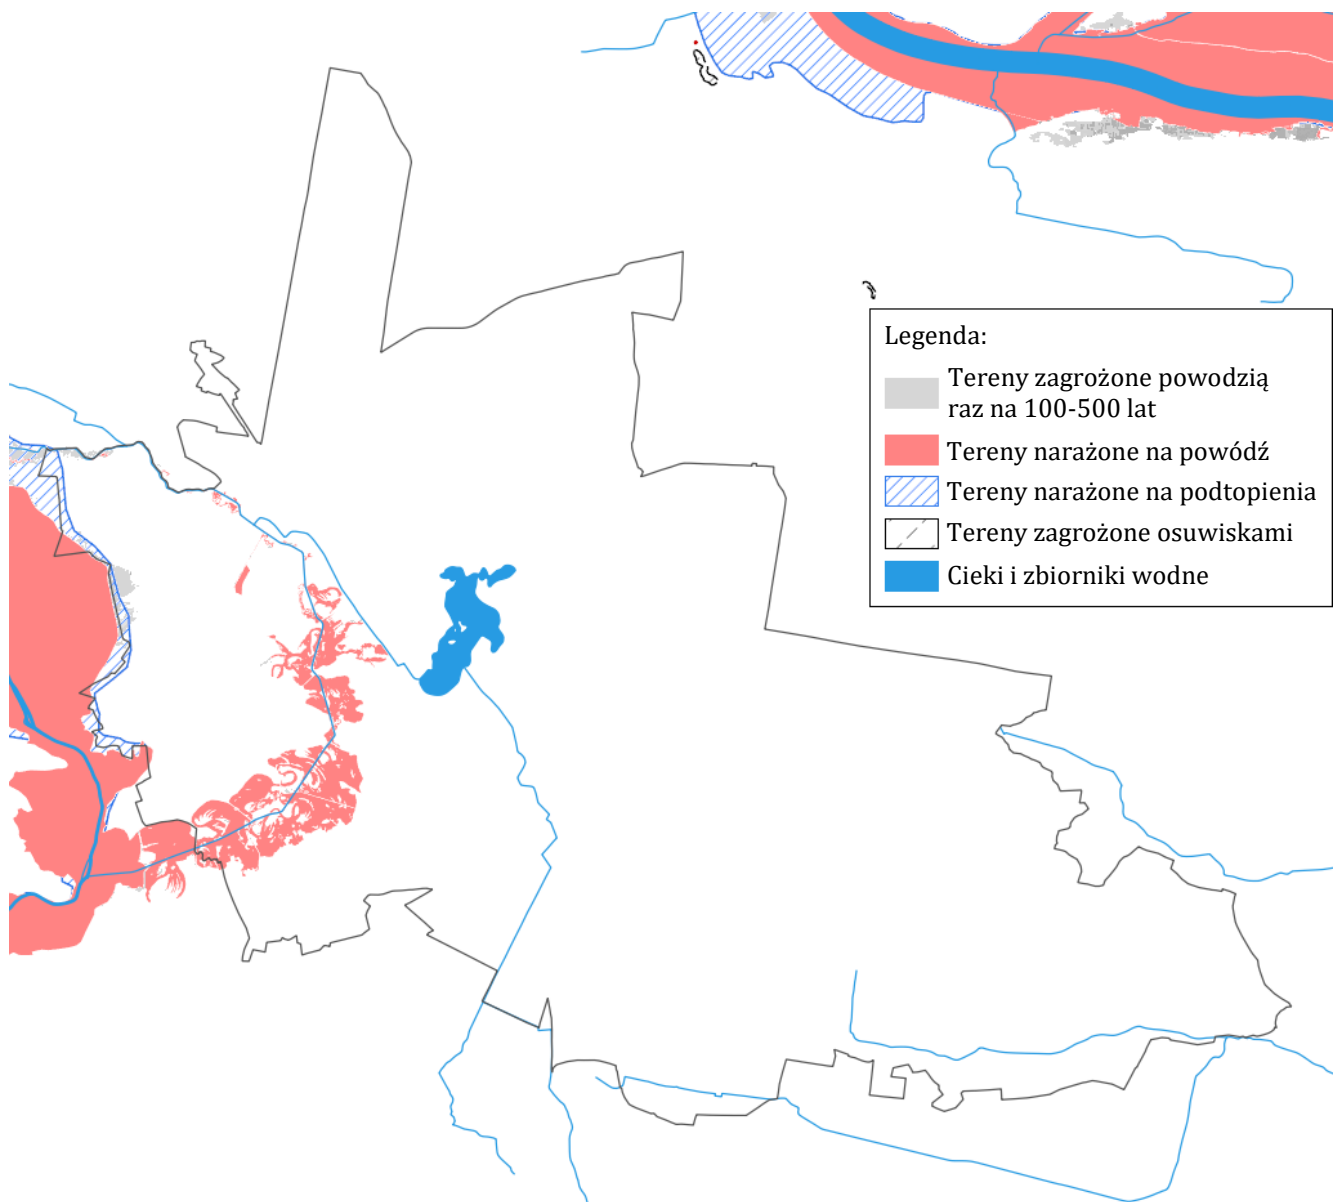 Legenda:
Tereny zagrożone powodzią
raz na 100-500 lat
Tereny narażone na powódź
Tereny narażone na podtopienia
Tereny zagrożone osuwiskami
Cieki i zbiorniki wodne